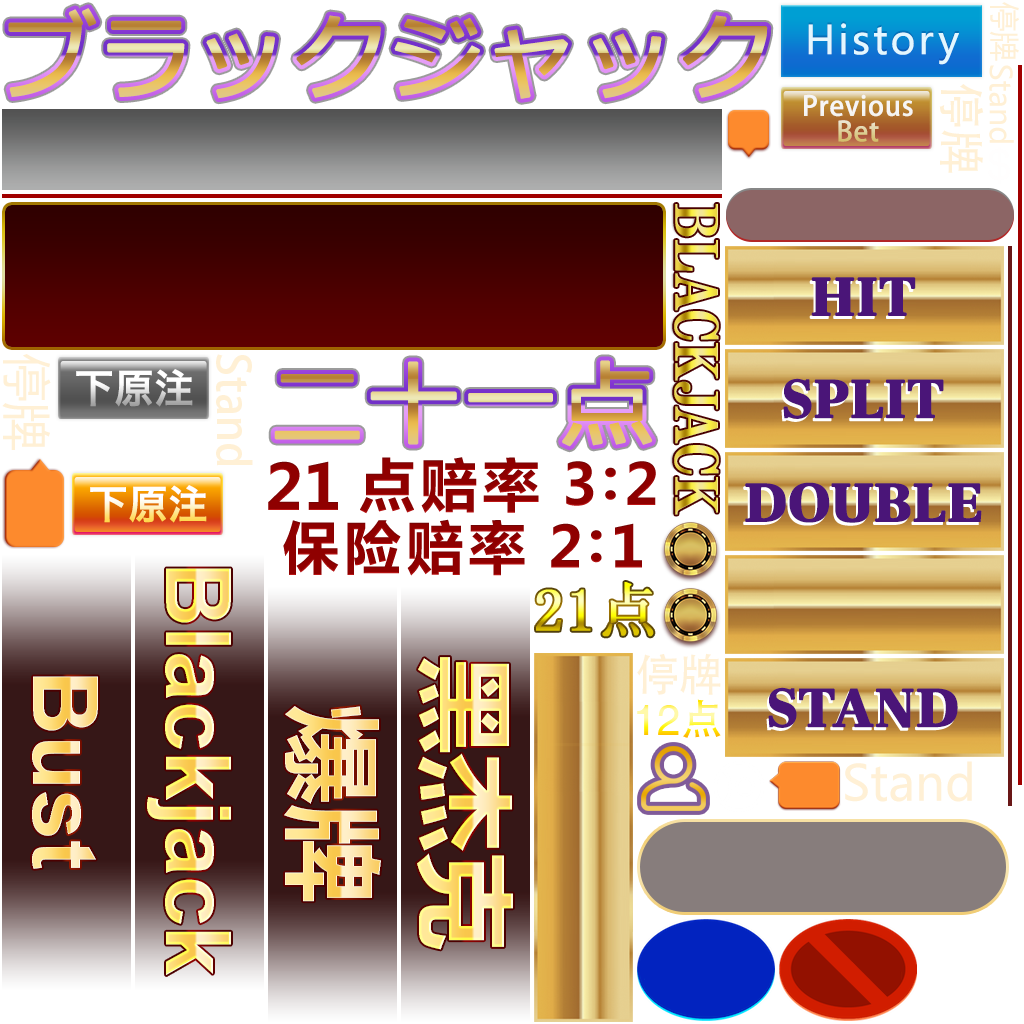 ブラックジャック
History
停牌 Stand
Previous
Bet
停牌
BLACKJACK
HIT
停牌
下原注
Stand
二十一点
SPLIT
21 点赔率 3:2
下原注
DOUBLE
保险赔率 2:1
21点
Bust
Blackjack
爆牌
黑杰克
停牌
12点
STAND
Stand